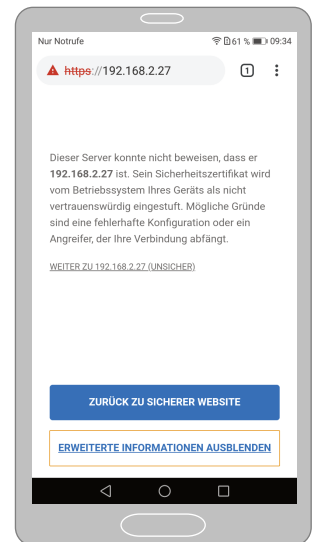 Nur Notrufe 61 % 09:34
https://192.168.2.27 1
Dieser Server konnte nicht beweisen, dass er
192.168.2.27 ist. Sein Sicherheitszertifikat wird
vom Betriebssystem Ihres Geräts als nicht
vertrauenswürdig eingestuft. Mögliche Gründe
sind eine fehlerhafte Konfiguration oder ein
Angreifer, der Ihre Verbindung abfängt.
WEITER ZU 192.168.2.27 (UNSICHER)
ZURÜCK ZU SICHERER WEBSITE
ERWEITERTE INFORMATIONEN AUSBLENDEN